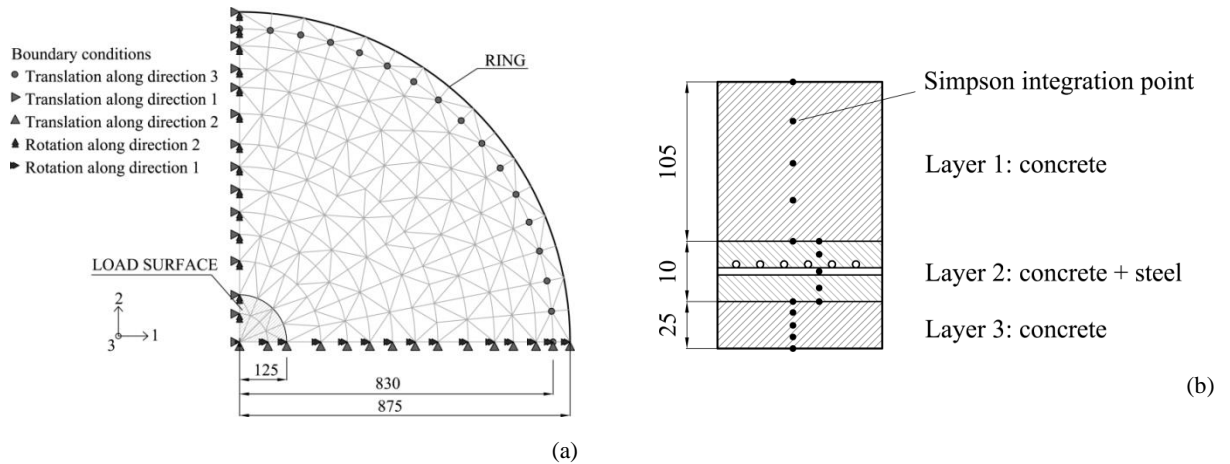 Boundary conditions
Translation along direction 3
Translation along direction 1
Translation along direction 2
Rotation along direction 2
Rotation along direction 1
RING
LOAD SURFACE
2
1
3
125
830
875
(a)
Simpson integration point
105
Layer 1: concrete
10
Layer 2: concrete + steel
25
Layer 3: concrete
(b)